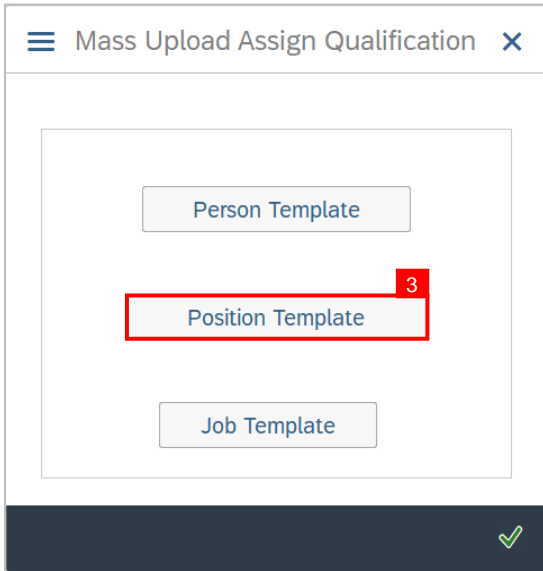 Mass Upload Assign Qualification
Person Template
3
Position Template
Job Template